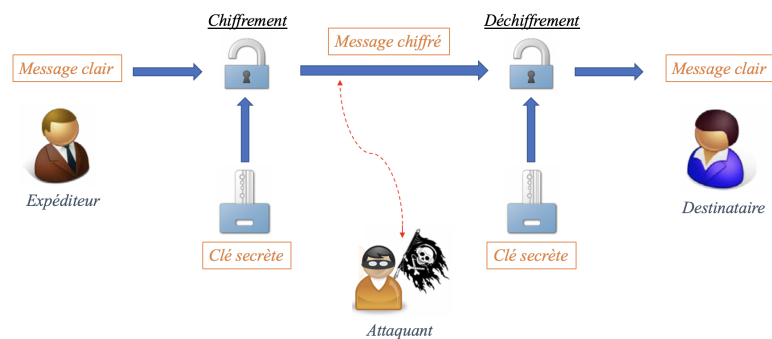 Chiffrement
Déchiffrement
Message clair
Message chiffré
Message clair
Expéditeur
Destinataire
Clé secrète
Clé secrète
Attaquant